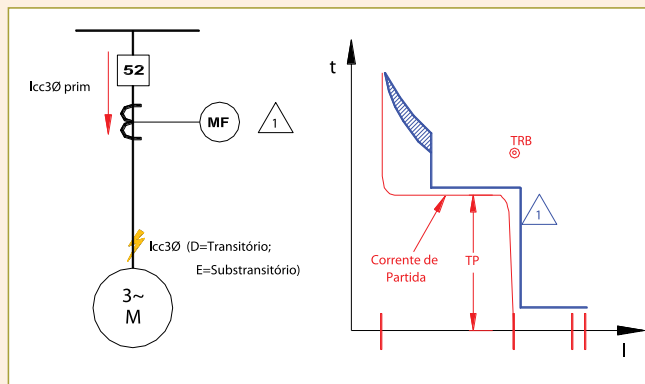 52
Icc3Ø prim
MF
1
Icc3Ø (D=Transitório;
E=Substransitório)
3~
M
t
TRB
1
Corrente de
Partida
TP
I